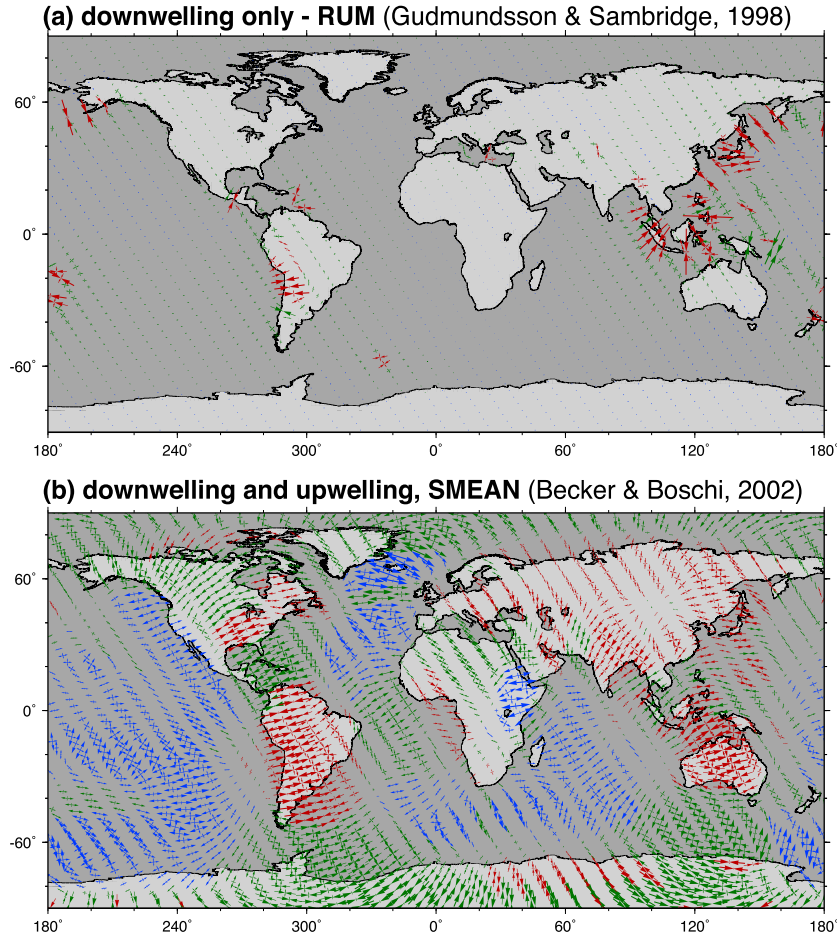 (a) downwelling only - RUM (Gudmundsson & Sambridge, 1998)
60˚
0˚
-60˚
180˚ 240˚ 300˚ 0˚ 60˚ 120˚ 180˚
(b) downwelling and upwelling, SMEAN (Becker & Boschi, 2002)
60˚
0˚
-60˚
180˚ 240˚ 300˚ 0˚ 60˚ 120˚ 180˚